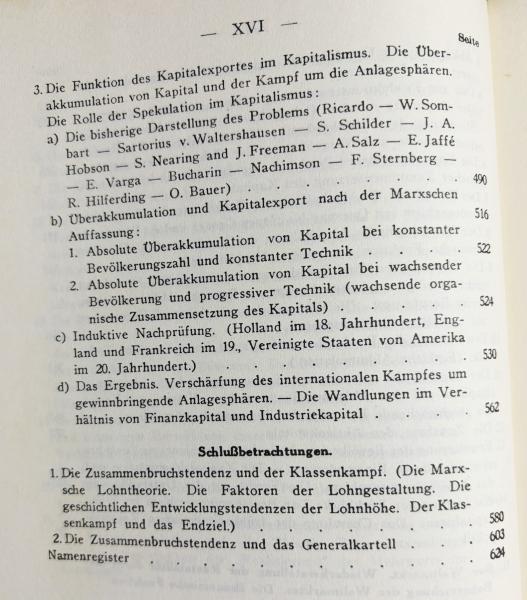 — XVI —
Seite
3. Die Funktion des Kapitalexportes im Kapitalismus. Die Über-
akkumulation von Kapital und der Kampf um die Anlagesphären.
Die Rolle der Spekulation im Kapitalismus:
a) Die bisherige Darstellung des Problems (Ricardo — W. Som-
bart — Sartorius v. Waltershausen — S. Schilder — J. A.
Hobson — S. Nearing and J. Freeman — A. Salz — E. Jaffé
— E. Varga — Bucharin — Nachimson — F. Sternberg —
R. Hilferding — O. Bauer) . . . . . . . 490
b) Überakkumulation und Kapitalexport nach der Marxschen
Auffassung: 516
1. Absolute Überakkumulation von Kapital bei konstanter
Bevölkerungszahl und konstanter Technik . . . . 522
2. Absolute Überakkumulation von Kapital bei wachsender
Bevölkerung und progressiver Technik (wachsende orga-
nische Zusammensetzung des Kapitals) . . . . . 524
c) Induktive Nachprüfung. (Holland im 18. Jahrhundert, Eng-
land und Frankreich im 19., Vereinigte Staaten von Amerika
im 20. Jahrhundert.) . . . . . . . . 530
d) Das Ergebnis. Verschärfung des internationalen Kampfes um
gewinnbringende Anlagesphären. — Die Wandlungen im Ver-
hältnis von Finanzkapital und Industriekapital . . . . 562
Schlußbetrachtungen.
1. Die Zusammenbruchstendenz und der Klassenkampf. (Die Marx-
sche Lohntheorie. Die Faktoren der Lohngestaltung. Die
geschichtlichen Entwicklungstendenzen der Lohnhöhe. Der Klas-
senkampf und das Endziel.) . . . . . . . . 580
2. Die Zusammenbruchstendenz und das Generalkartell . . . . 603
Namenregister . . . . . . . . . . 624